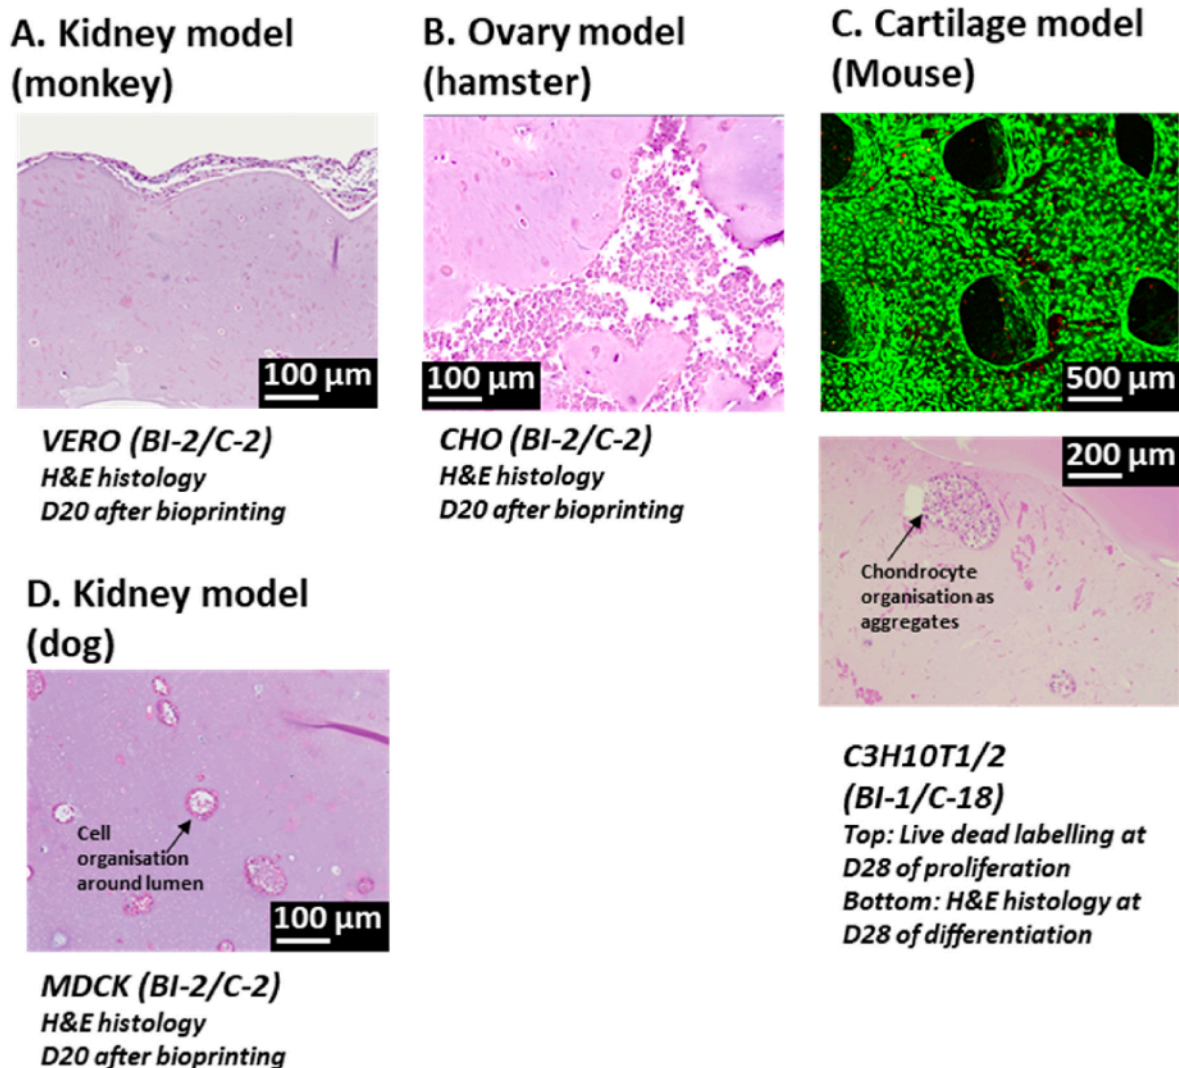 A. Kidney model
(monkey)
100 µm
VERO (BI-2/C-2)
H&E histology
D20 after bioprinting
B. Ovary model
(hamster)
100 µm
CHO (BI-2/C-2)
H&E histology
D20 after bioprinting
C. Cartilage model
(Mouse)
500 µm
200 µm
Chondrocyte
organisation as
aggregates
C3H10T1/2
(BI-1/C-18)
Top: Live dead labelling at
D28 of proliferation
Bottom: H&E histology at
D28 of differentiation
D. Kidney model
(dog)
Cell
organisation
around lumen
100 µm
MDCK (BI-2/C-2)
H&E histology
D20 after bioprinting